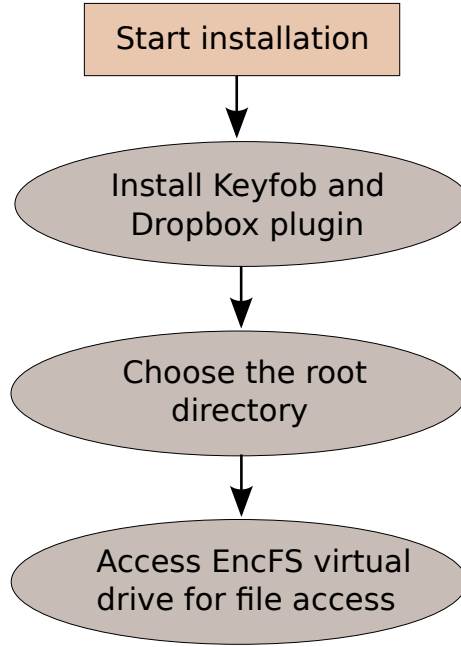 Start installation
Install Keyfob and
Dropbox plugin
Choose the root
directory
Access EncFS virtual
drive for file access